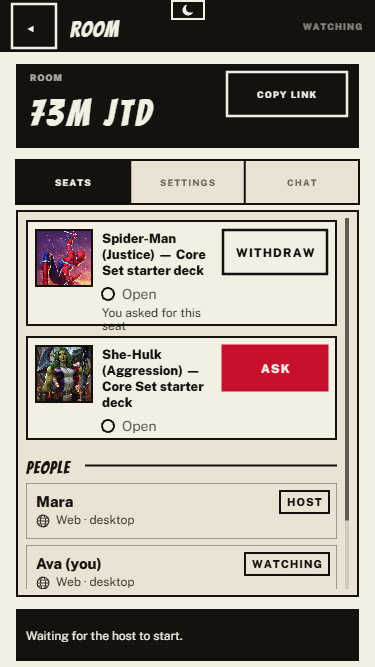 ROOM
WATCHING
ROOM
73M JTD
COPY LINK
SEATS
SETTINGS
CHAT
Spider-Man
(Justice) — Core
Set starter deck
Open
You asked for this
seat
WITHDRAW
She-Hulk
(Aggression) —
Core Set starter
deck
Open
ASK
PEOPLE
Mara
HOST
Web · desktop
Ava (you)
WATCHING
Web · desktop
Waiting for the host to start.